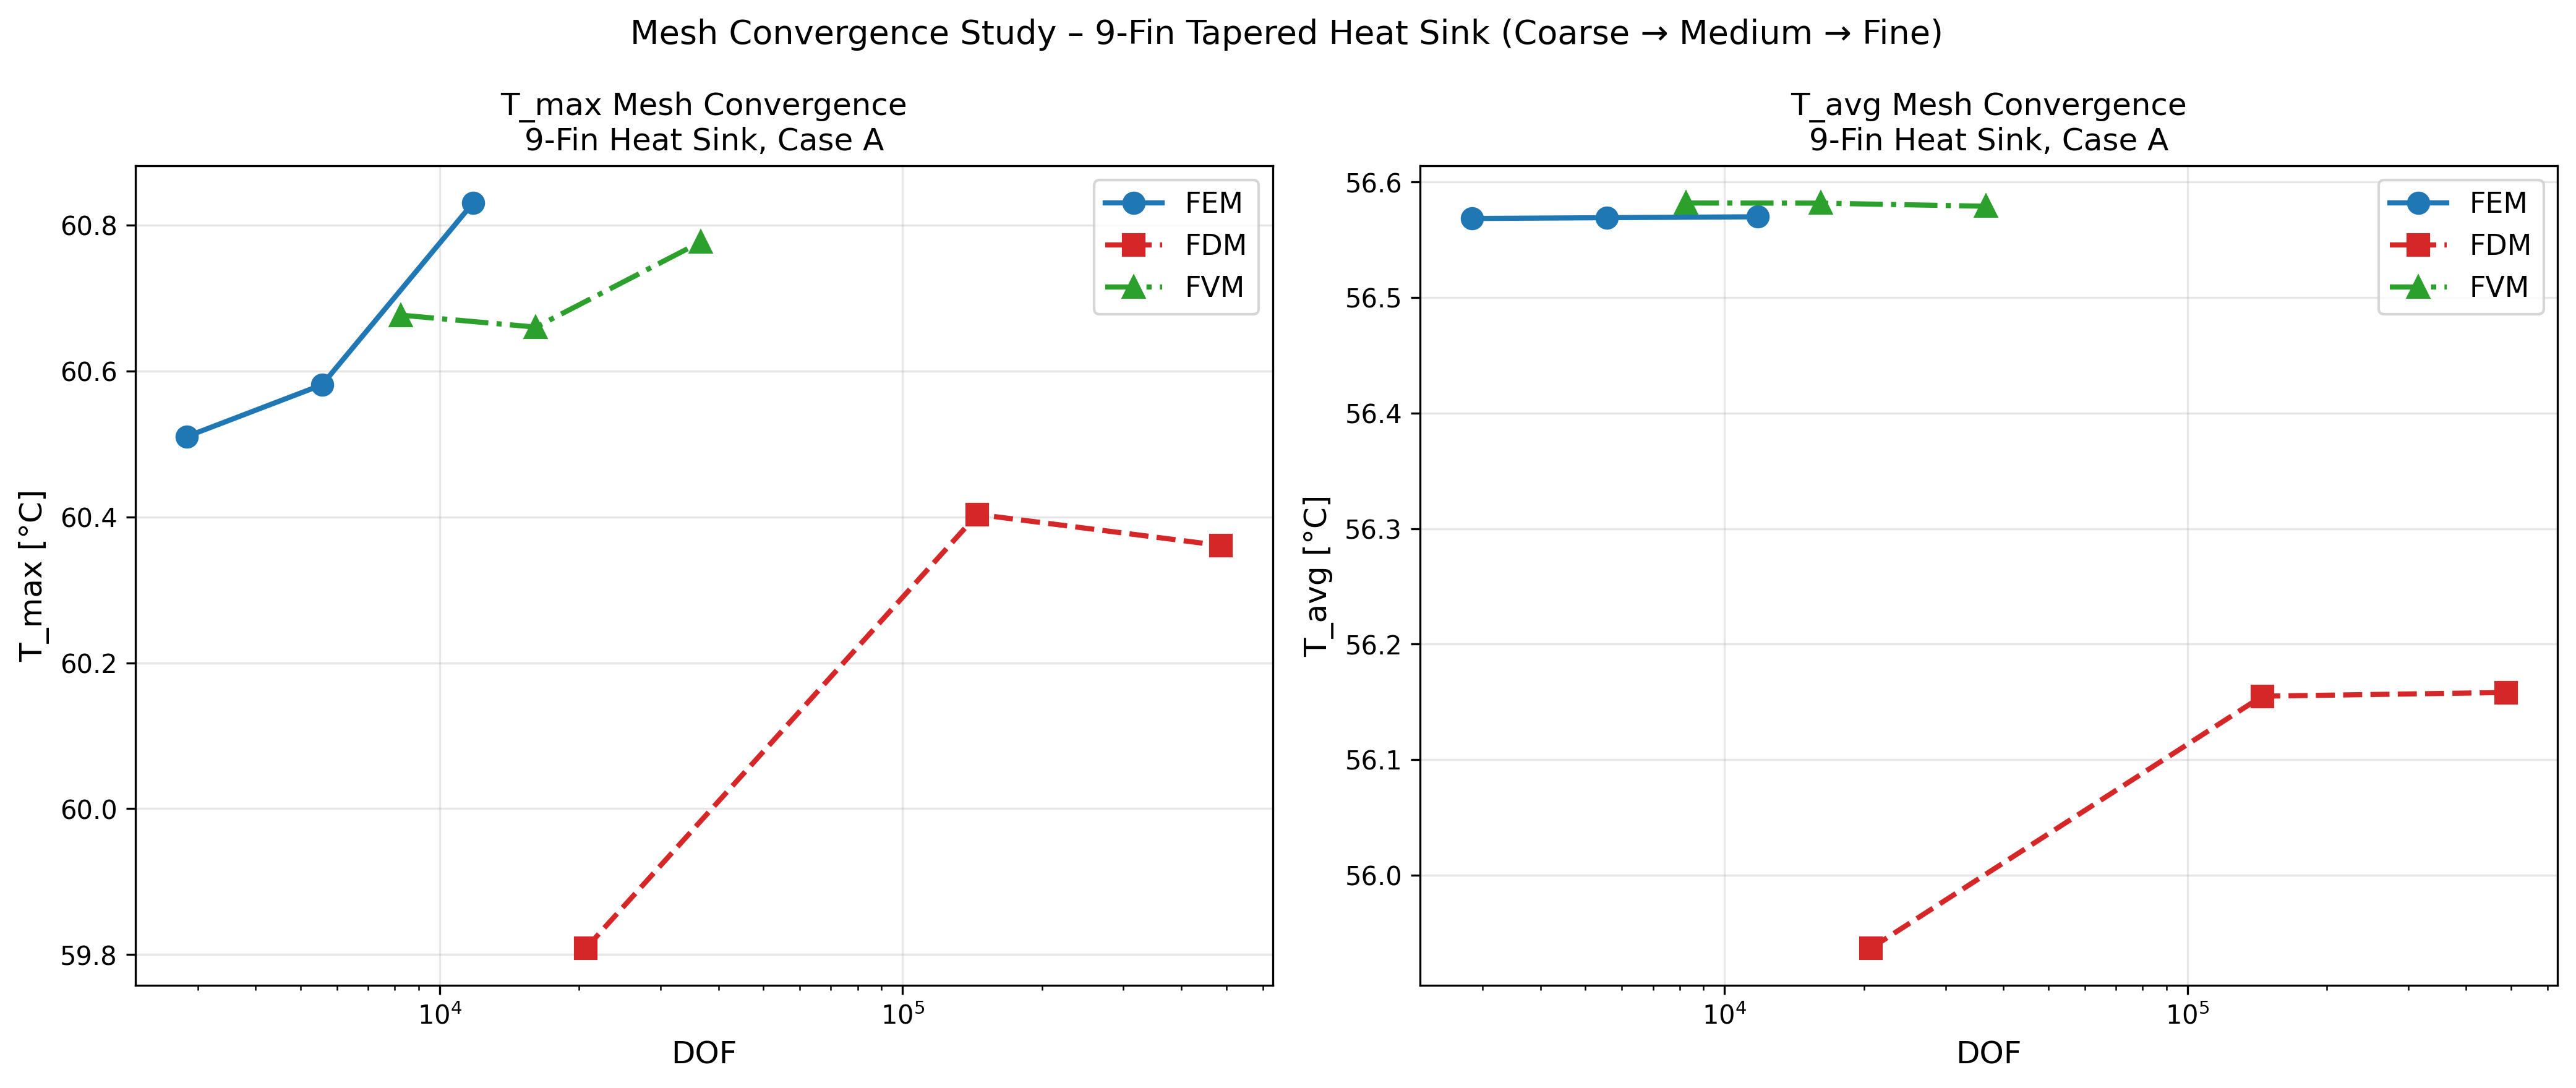 Mesh Convergence Study – 9-Fin Tapered Heat Sink (Coarse → Medium → Fine)
T_max Mesh Convergence
9-Fin Heat Sink, Case A
FEM
FDM
FVM
60.8
60.6
60.4
60.2
60.0
59.8
T_max [°C]
10⁴
10⁵
DOF
T_avg Mesh Convergence
9-Fin Heat Sink, Case A
FEM
FDM
FVM
56.6
56.5
56.4
56.3
56.2
56.1
56.0
T_avg [°C]
10⁴
10⁵
DOF